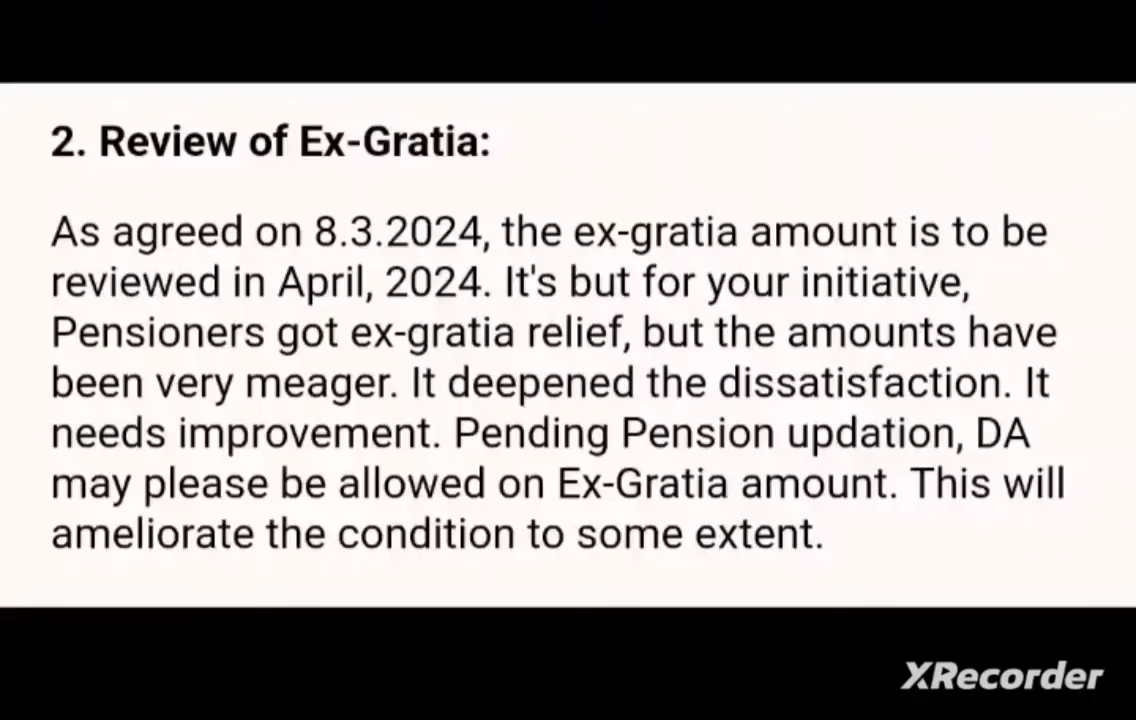 2. Review of Ex-Gratia:
As agreed on 8.3.2024, the ex-gratia amount is to be
reviewed in April, 2024. It's but for your initiative,
Pensioners got ex-gratia relief, but the amounts have
been very meager. It deepened the dissatisfaction. It
needs improvement. Pending Pension updation, DA
may please be allowed on Ex-Gratia amount. This will
ameliorate the condition to some extent.
XRecorder